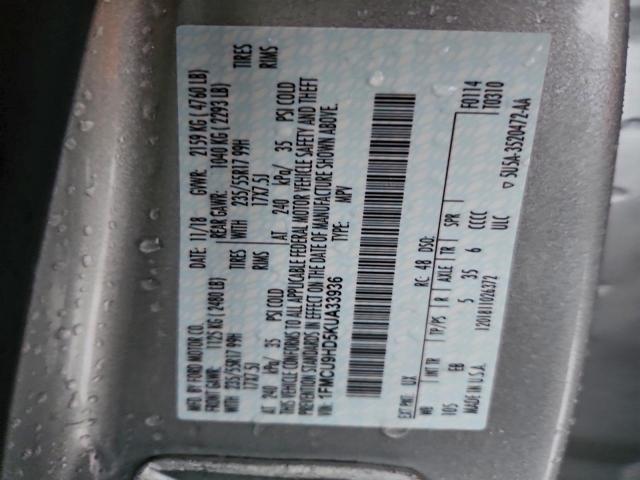 MFD. BY FORD MOTOR CO.
DATE: 11/18 GVWR: 2159 KG ( 4760 LB)
FRONT GAWR: 1125 KG ( 2480 LB) REAR GAWR: 1040 KG ( 2293 LB)
235/55R17 99H TIRES WITH 235/55R17 99H TIRES
17X7.5J RIMS WITH 17X7.5J RIMS
AT 240 kPa/ 35 PSI COLD AT 240 kPa/ 35 PSI COLD
THIS VEHICLE CONFORMS TO ALL APPLICABLE FEDERAL MOTOR VEHICLE SAFETY AND THEFT
PREVENTION STANDARDS IN EFFECT ON THE DATE OF MANUFACTURE SHOWN ABOVE.
VIN: 1FMCU9HD5KUA33936 TYPE: MPV
F0114
T0310
EXT PNT: UX RC: 48 DSO:
WB INT TR TP/PS R AXLE TR SPR
105 EB 5 35 6 CCCC
ULC
MADE IN U.S.A. 1201811026372
▽ 5U5A-3520472-AA